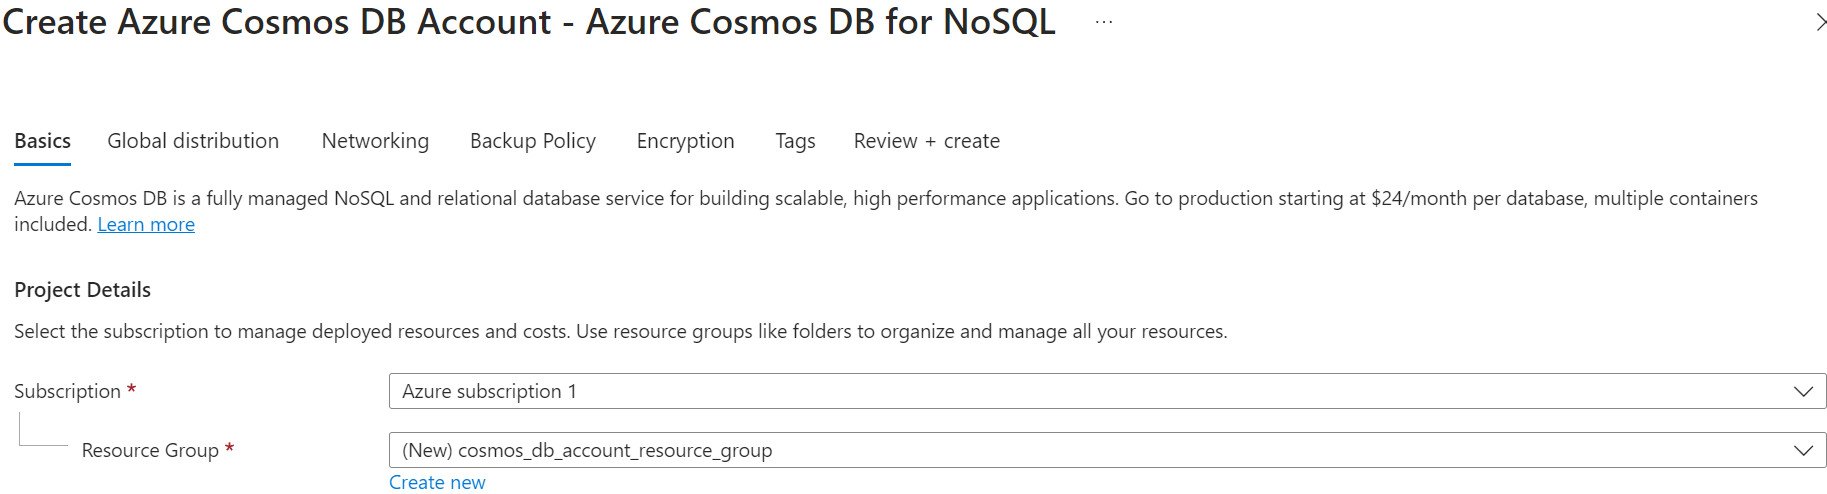 Create Azure Cosmos DB Account - Azure Cosmos DB for NoSQL ...
Basics Global distribution Networking Backup Policy Encryption Tags Review + create
Azure Cosmos DB is a fully managed NoSQL and relational database service for building scalable, high performance applications. Go to production starting at $24/month per database, multiple containers
included. Learn more
Project Details
Select the subscription to manage deployed resources and costs. Use resource groups like folders to organize and manage all your resources.
Subscription * Azure subscription 1
Resource Group * (New) cosmos_db_account_resource_group
Create new